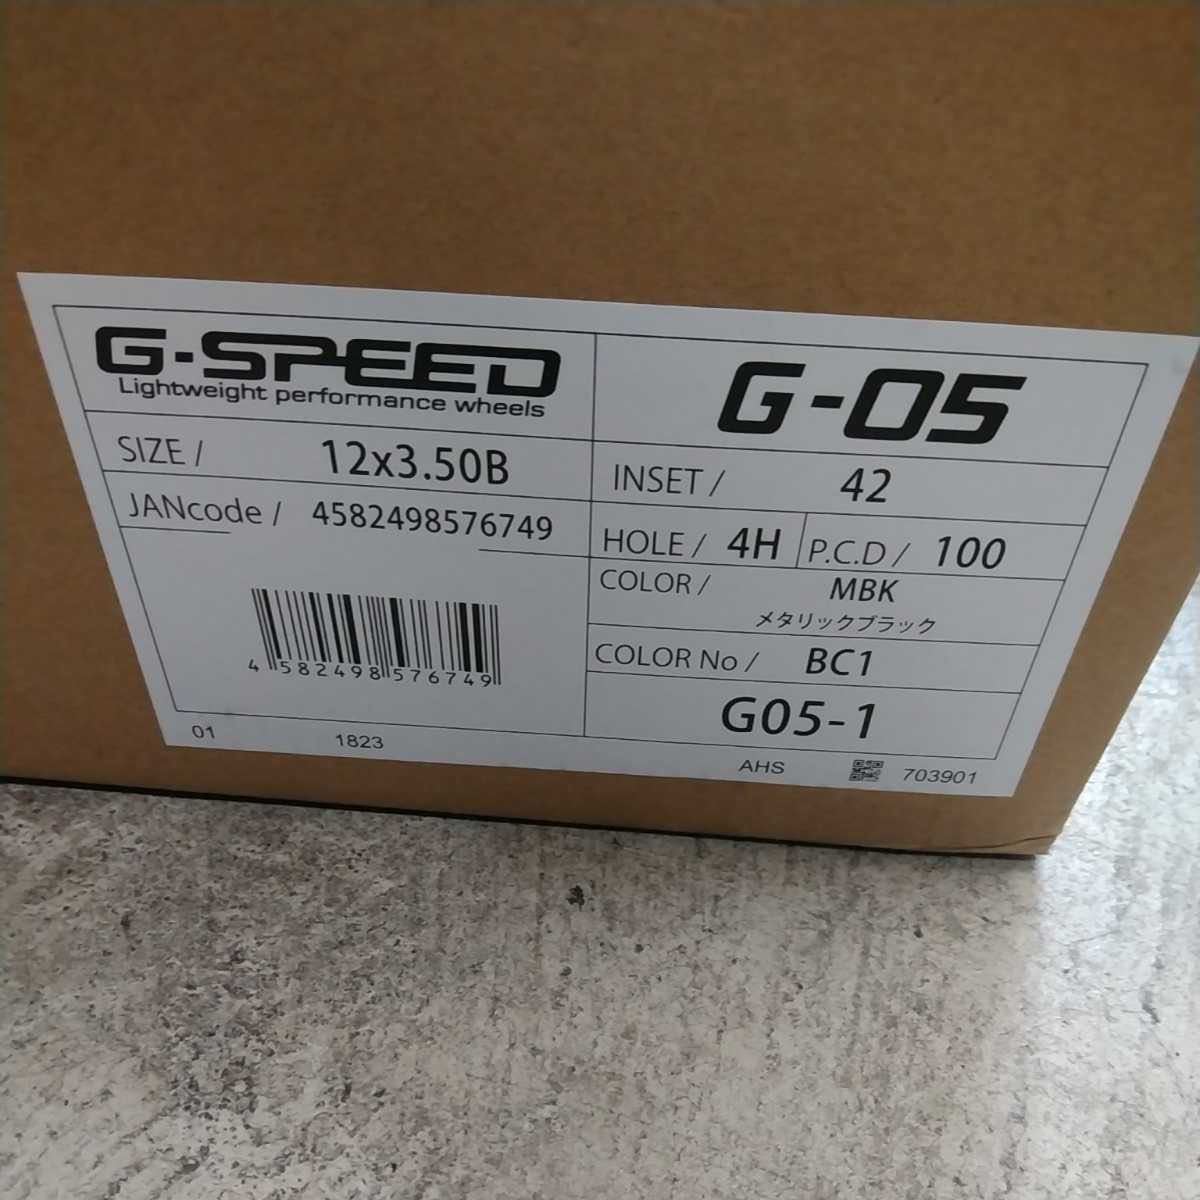 G-SPEED
Lightweight performance wheels
G-05
SIZE / 12x3.50B
INSET / 42
JANcode / 4582498576749
HOLE / 4H P.C.D / 100
COLOR / MBK
メタリックブラック
4 582498 576749
COLOR No / BC1
G05-1
01 1823 AHS 703901